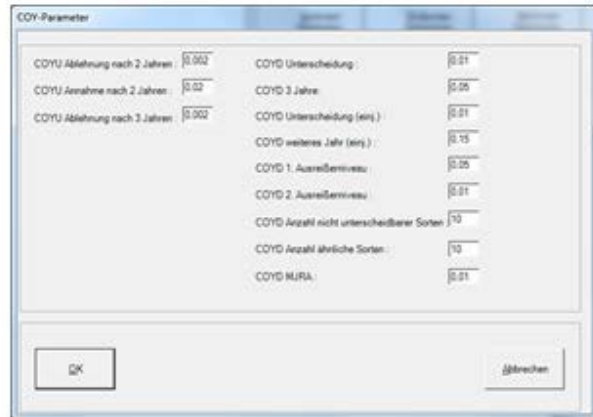 COY-Parameter
COYU Ablehnung nach 2 Jahren : 0.002
COYU Annahme nach 2 Jahren : 0.02
COYU Ablehnung nach 3 Jahren : 0.002
COYD Unterscheidung : 0.01
COYD 3 Jahre : 0.05
COYD Unterscheidung (einj.) : 0.01
COYD weiteres Jahr (einj.) : 0.15
COYD 1. Ausreißerniveau : 0.05
COYD 2. Ausreißerniveau : 0.01
COYD Anzahl nicht unterscheidbarer Sorten 10
COYD Anzahl ähnliche Sorten : 10
COYD MJRA : 0.01
OK
Abbrechen